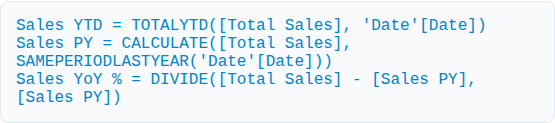 Sales YTD = TOTALYTD([Total Sales], 'Date'[Date])
Sales PY = CALCULATE([Total Sales],
SAMEPERIODLASTYEAR('Date'[Date]))
Sales YoY % = DIVIDE([Total Sales] - [Sales PY],
[Sales PY])